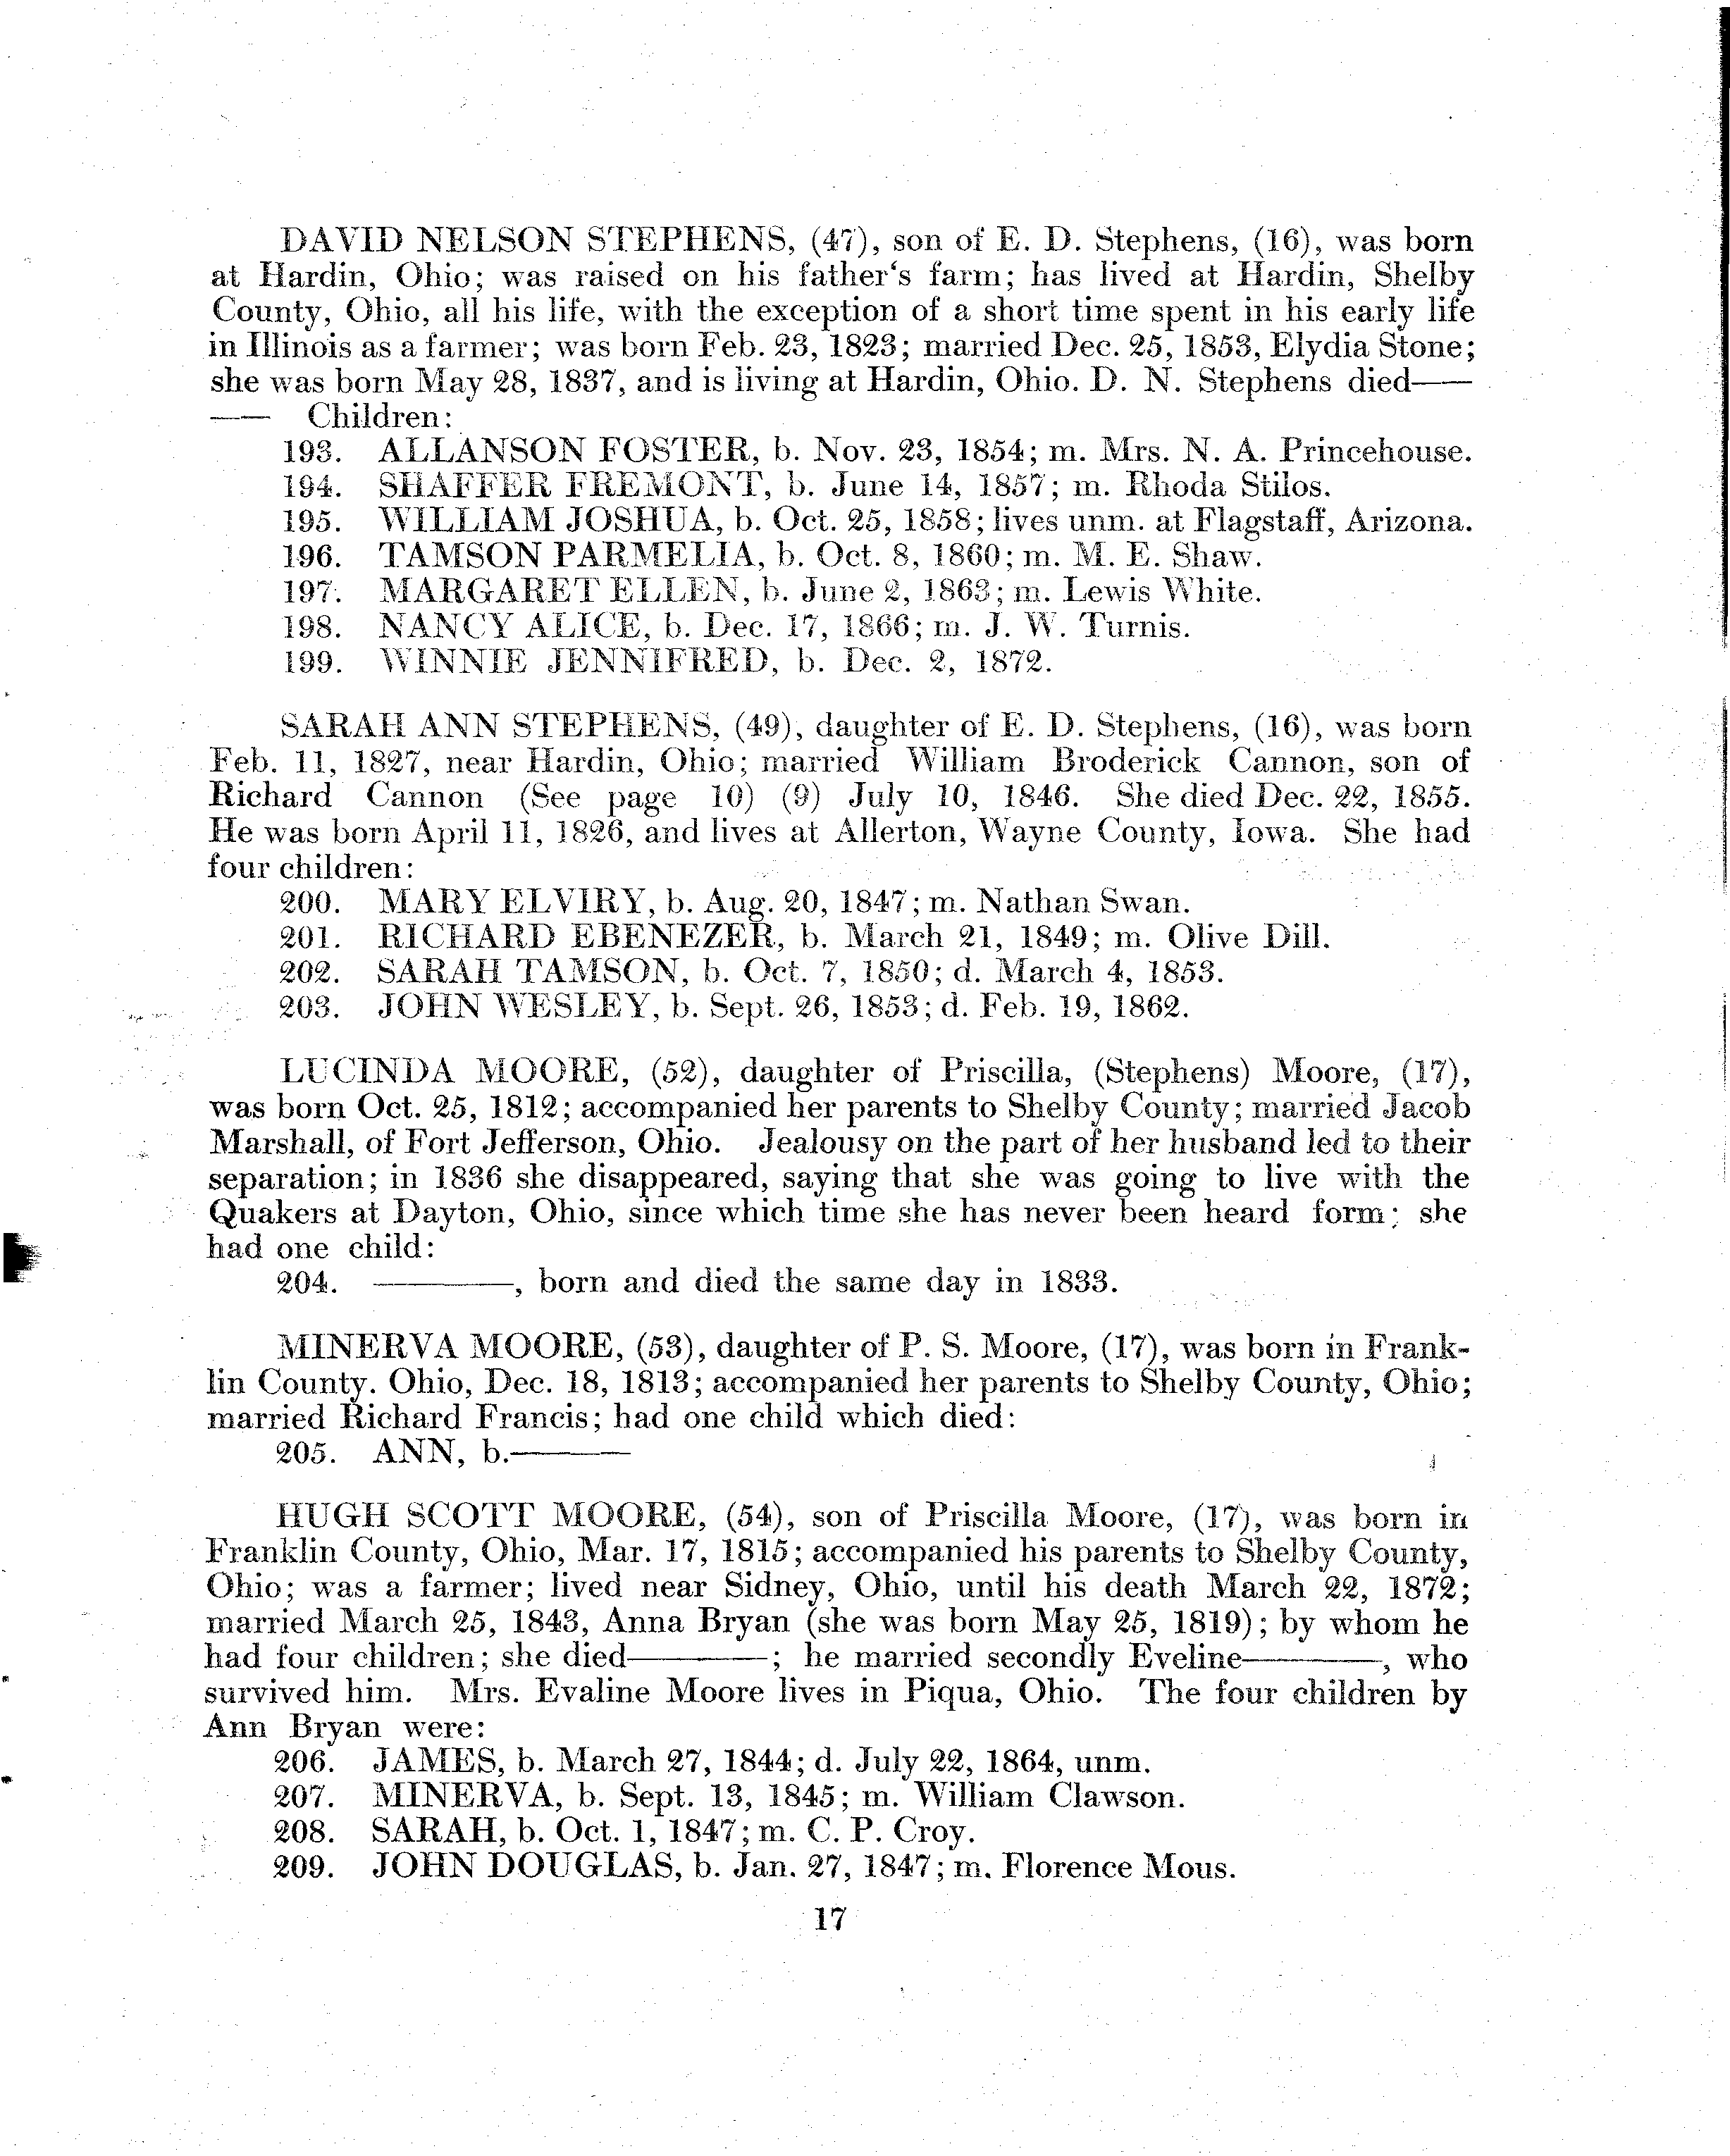 DAVID NELSON STEPHENS, (47), son of E. D. Stephens, (16), was born
at Hardin, Ohio; was raised on his father‘s farm; has lived at Hardin, Shelby
County, Ohio, all his life, with the exception of a short time spent in his early life
in Illinois as a farmer; was born Feb. 23, 1823; married Dec. 25, 1853, Elydia Stone;
she was born May 28, 1837, and is living at Hardin, Ohio. D. N. Stephens died——
—— Children:
193. ALLANSON FOSTER, b. Nov. 23, 1854; m. Mrs. N. A. Princehouse.
194. SHAFFER FREMONT, b. June 14, 1857; m. Rhoda Stilos.
195. WILLIAM JOSHUA, b. Oct. 25, 1858; lives unm. at Flagstaff, Arizona.
196. TAMSON PARMELIA, b. Oct. 8, 1860; m. M. E. Shaw.
197. MARGARET ELLEN, b. June 2, 1863; m. Lewis White.
198. NANCY ALICE, b. Dec. 17, 1866; m. J. W. Turnis.
199. WINNIE JENNIFRED, b. Dec. 2, 1872.
SARAH ANN STEPHENS, (49), daughter of E. D. Stephens, (16), was born
Feb. 11, 1827, near Hardin, Ohio; married William Broderick Cannon, son of
Richard Cannon (See page 10) (9) July 10, 1846. She died Dec. 22, 1855.
He was born April 11, 1826, and lives at Allerton, Wayne County, Iowa. She had
four children:
200. MARY ELVIRY, b. Aug. 20, 1847; m. Nathan Swan.
201. RICHARD EBENEZER, b. March 21, 1849; m. Olive Dill.
202. SARAH TAMSON, b. Oct. 7, 1850; d. March 4, 1853.
203. JOHN WESLEY, b. Sept. 26, 1853; d. Feb. 19, 1862.
LUCINDA MOORE, (52), daughter of Priscilla, (Stephens) Moore, (17),
was born Oct. 25, 1812; accompanied her parents to Shelby County; married Jacob
Marshall, of Fort Jefferson, Ohio. Jealousy on the part of her husband led to their
separation; in 1836 she disappeared, saying that she was going to live with the
Quakers at Dayton, Ohio, since which time she has never been heard form; she
had one child:
204. ————, born and died the same day in 1833.
MINERVA MOORE, (53), daughter of P. S. Moore, (17), was born in Frank-
lin County. Ohio, Dec. 18, 1813; accompanied her parents to Shelby County, Ohio;
married Richard Francis; had one child which died:
205. ANN, b.————
HUGH SCOTT MOORE, (54), son of Priscilla Moore, (17), was born in
Franklin County, Ohio, Mar. 17, 1815; accompanied his parents to Shelby County,
Ohio; was a farmer; lived near Sidney, Ohio, until his death March 22, 1872;
married March 25, 1843, Anna Bryan (she was born May 25, 1819); by whom he
had four children; she died————; he married secondly Eveline————, who
survived him. Mrs. Evaline Moore lives in Piqua, Ohio. The four children by
Ann Bryan were:
206. JAMES, b. March 27, 1844; d. July 22, 1864, unm.
207. MINERVA, b. Sept. 13, 1845; m. William Clawson.
208. SARAH, b. Oct. 1, 1847; m. C. P. Croy.
209. JOHN DOUGLAS, b. Jan. 27, 1847; m. Florence Mous.
17